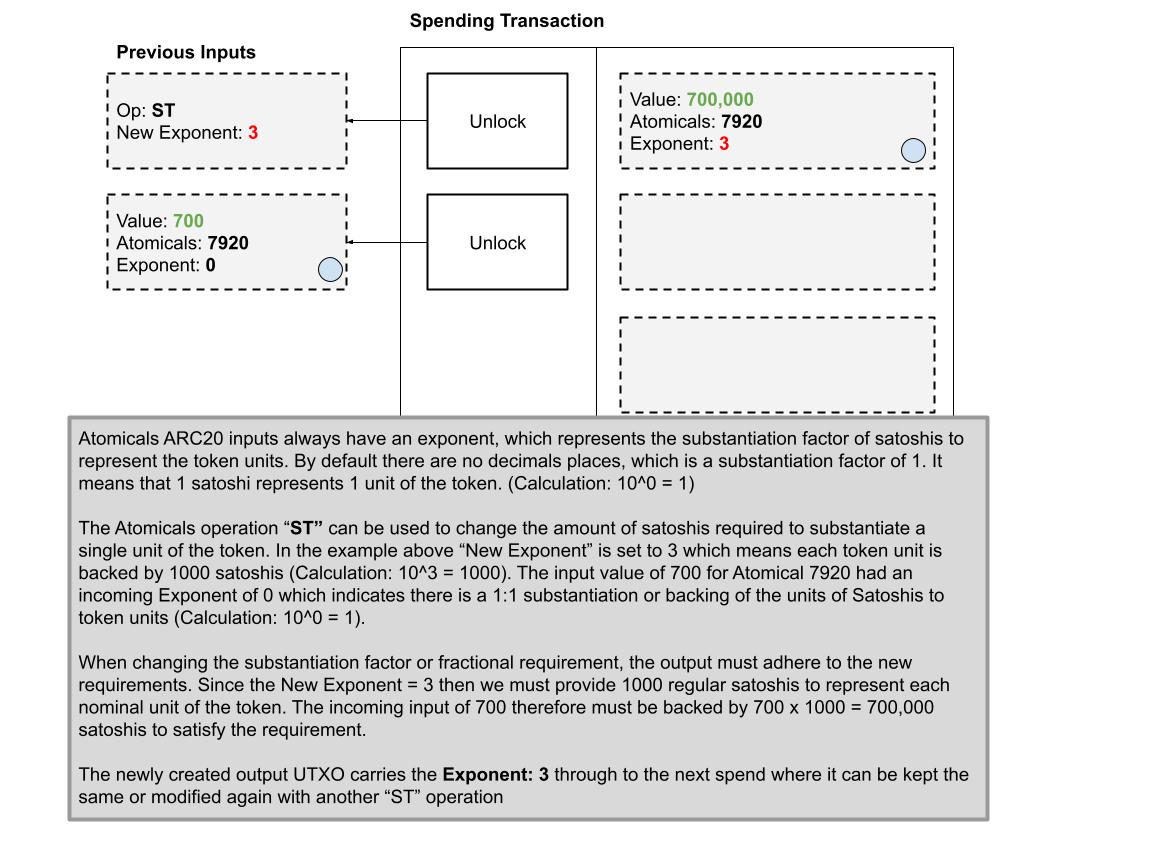 Spending Transaction
Previous Inputs
Op: ST
New Exponent: 3
Unlock
Value: 700,000
Atomicals: 7920
Exponent: 3
Value: 700
Atomicals: 7920
Exponent: 0
Unlock
Atomicals ARC20 inputs always have an exponent, which represents the substantiation factor of satoshis to
represent the token units. By default there are no decimals places, which is a substantiation factor of 1. It
means that 1 satoshi represents 1 unit of the token. (Calculation: 10^0 = 1)
The Atomicals operation “ST” can be used to change the amount of satoshis required to substantiate a
single unit of the token. In the example above “New Exponent” is set to 3 which means each token unit is
backed by 1000 satoshis (Calculation: 10^3 = 1000). The input value of 700 for Atomical 7920 had an
incoming Exponent of 0 which indicates there is a 1:1 substantiation or backing of the units of Satoshis to
token units (Calculation: 10^0 = 1).
When changing the substantiation factor or fractional requirement, the output must adhere to the new
requirements. Since the New Exponent = 3 then we must provide 1000 regular satoshis to represent each
nominal unit of the token. The incoming input of 700 therefore must be backed by 700 x 1000 = 700,000
satoshis to satisfy the requirement.
The newly created output UTXO carries the Exponent: 3 through to the next spend where it can be kept the
same or modified again with another “ST” operation